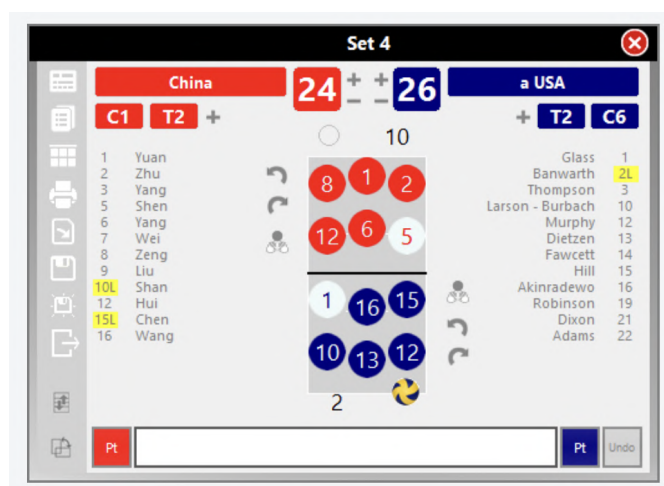 Set 4
China 24 26 a USA
C1 T2 T2 C6
10
1 Yuan
2 Zhu
3 Yang
5 Shen
6 Yang
7 Wei
8 Zeng
9 Liu
10L Shan
12 Hui
15L Chen
16 Wang
8 1 2
12 6 5
1 16 15
10 13 12
2
Glass 1
Banwarth 2L
Thompson 3
Larson - Burbach 10
Murphy 12
Dietzen 13
Fawcett 14
Hill 15
Akinradewo 16
Robinson 19
Dixon 21
Adams 22
Pt Pt Undo